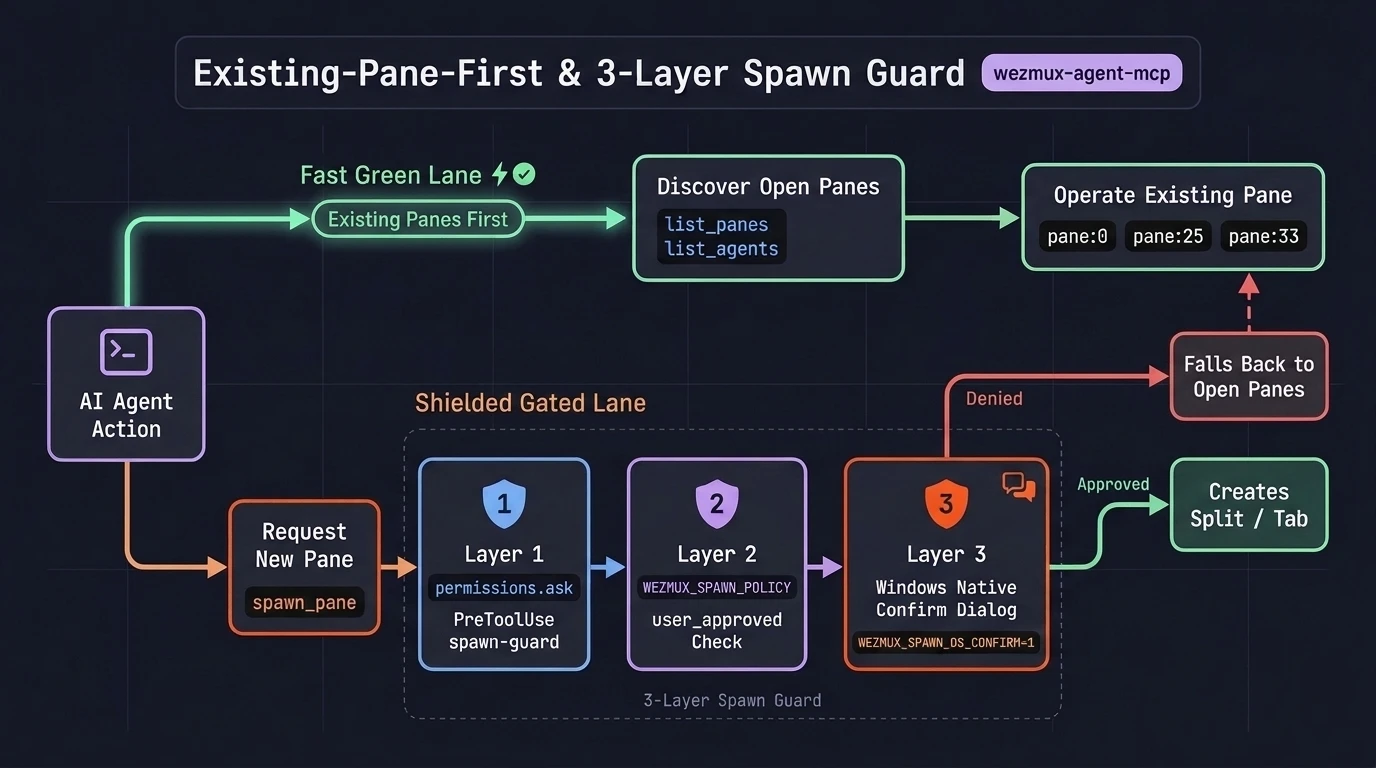 Existing-Pane-First & 3-Layer Spawn Guard
wezmux-agent-mcp
Fast Green Lane
Existing Panes First
Discover Open Panes
list_panes
list_agents
Operate Existing Pane
pane:0 pane:25 pane:33
AI Agent
Action
Falls Back to
Open Panes
Denied
Shielded Gated Lane
Request
New Pane
spawn_pane
1
Layer 1
permissions.ask
PreToolUse
spawn-guard
2
Layer 2
WEZMUX_SPAWN_POLICY
user_approved
Check
3
Layer 3
Windows Native
Confirm Dialog
WEZMUX_SPAWN_OS_CONFIRM=1
Approved
Creates
Split / Tab
3-Layer Spawn Guard